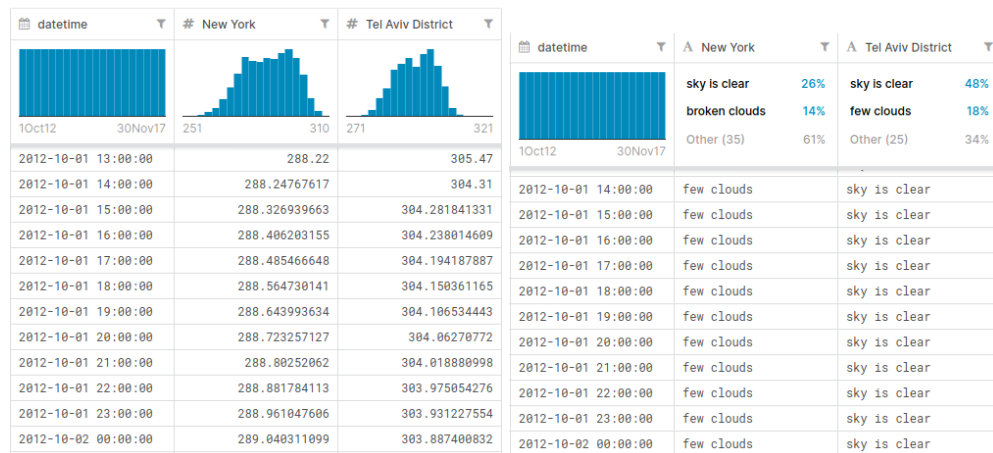 datetime # New York # Tel Aviv District
1Oct12 30Nov17 251 310 271 321
2012-10-01 13:00:00 288.22 305.47
2012-10-01 14:00:00 288.24767617 304.31
2012-10-01 15:00:00 288.326939663 304.281841331
2012-10-01 16:00:00 288.406203155 304.238014609
2012-10-01 17:00:00 288.485466648 304.194187887
2012-10-01 18:00:00 288.564730141 304.150361165
2012-10-01 19:00:00 288.643993634 304.106534443
2012-10-01 20:00:00 288.723257127 304.06270772
2012-10-01 21:00:00 288.80252062 304.018880998
2012-10-01 22:00:00 288.881784113 303.975054276
2012-10-01 23:00:00 288.961047606 303.931227554
2012-10-02 00:00:00 289.040311099 303.887400832
datetime A New York A Tel Aviv District
sky is clear 26% sky is clear 48%
broken clouds 14% few clouds 18%
Other (35) 61% Other (25) 34%
1Oct12 30Nov17
2012-10-01 14:00:00 few clouds sky is clear
2012-10-01 15:00:00 few clouds sky is clear
2012-10-01 16:00:00 few clouds sky is clear
2012-10-01 17:00:00 few clouds sky is clear
2012-10-01 18:00:00 few clouds sky is clear
2012-10-01 19:00:00 few clouds sky is clear
2012-10-01 20:00:00 few clouds sky is clear
2012-10-01 21:00:00 few clouds sky is clear
2012-10-01 22:00:00 few clouds sky is clear
2012-10-01 23:00:00 few clouds sky is clear
2012-10-02 00:00:00 few clouds sky is clear